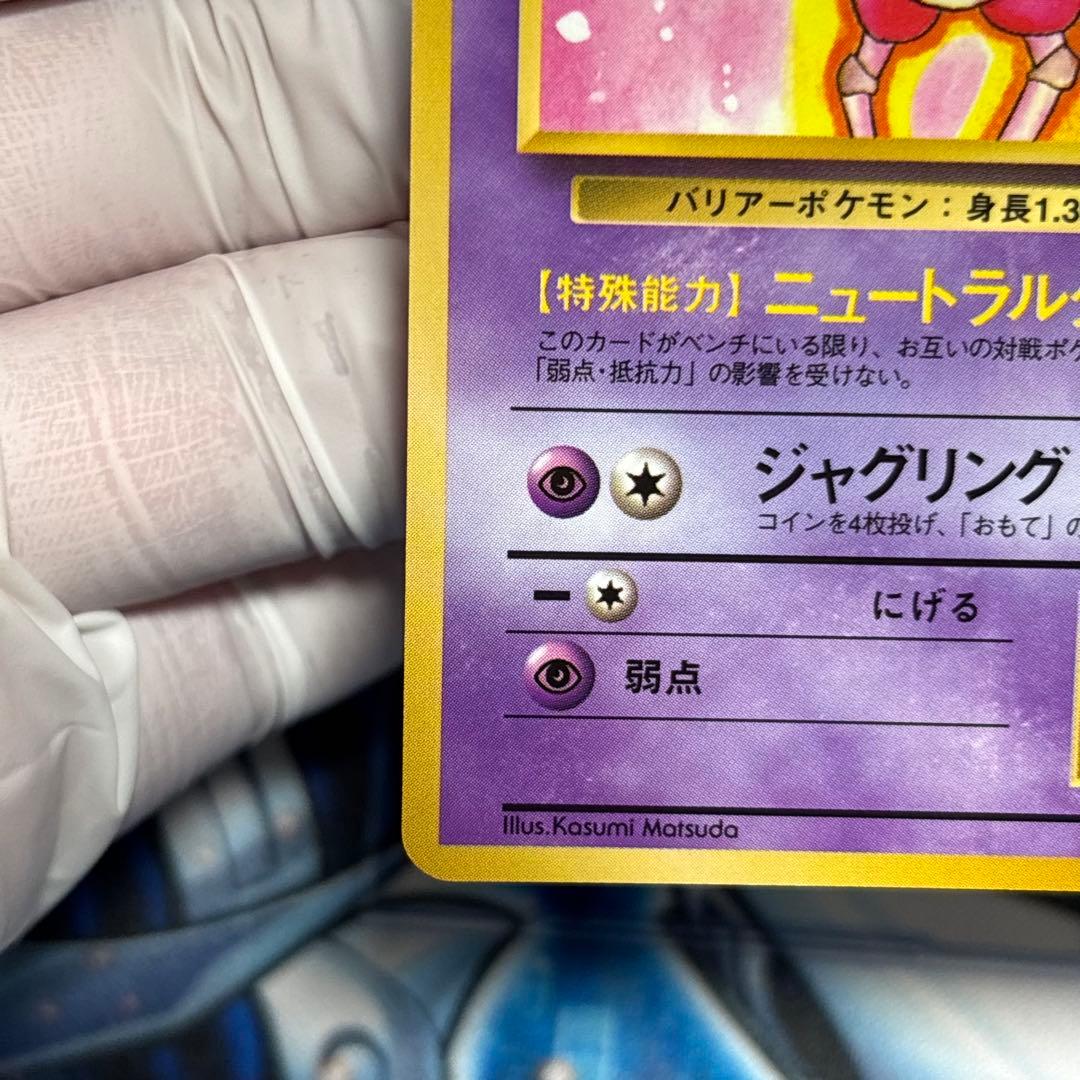 バリアーポケモン：身長1.3
【特殊能力】ニュートラル
このカードがベンチにいる限り、お互いの対戦ポケ
「弱点・抵抗力」の影響を受けない。
ジャグリング
コインを4枚投げ、「おもて」の
にげる
弱点
Illus.Kasumi Matsuda